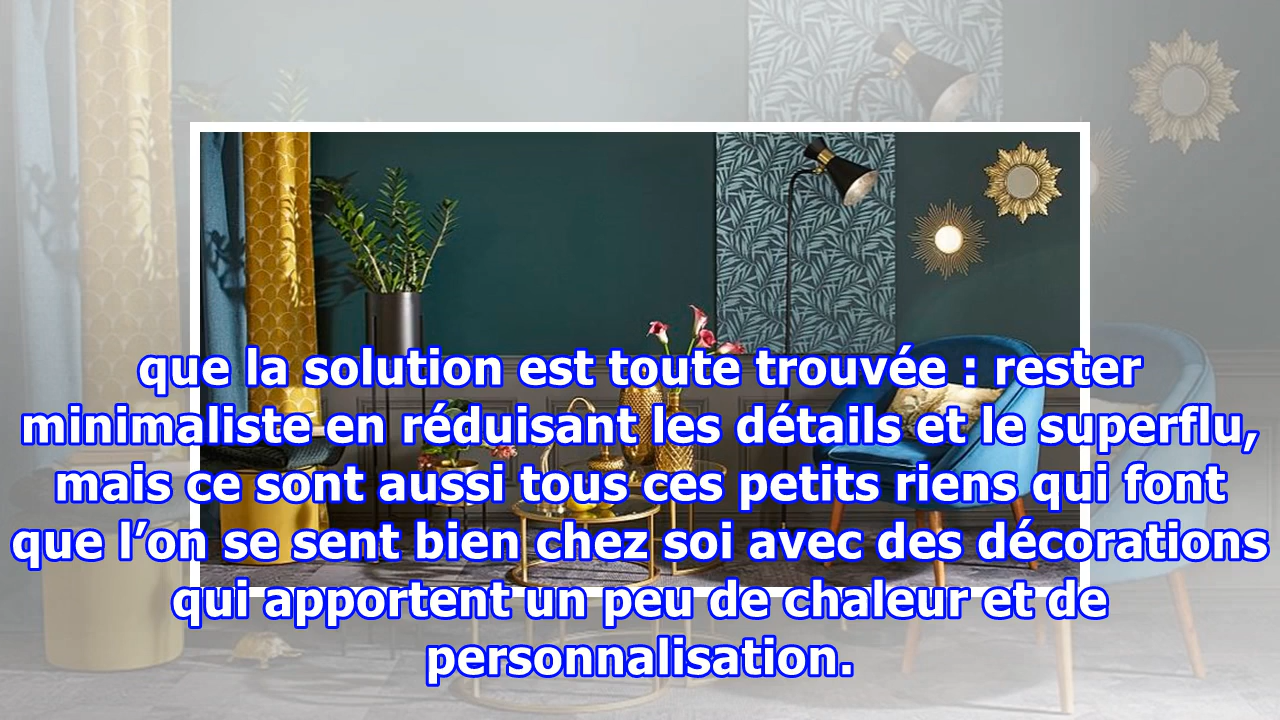 que la solution est toute trouvée : rester
minimaliste en réduisant les détails et le superflu,
mais ce sont aussi tous ces petits riens qui font
que l’on se sent bien chez soi avec des décorations
qui apportent un peu de chaleur et de
personnalisation.